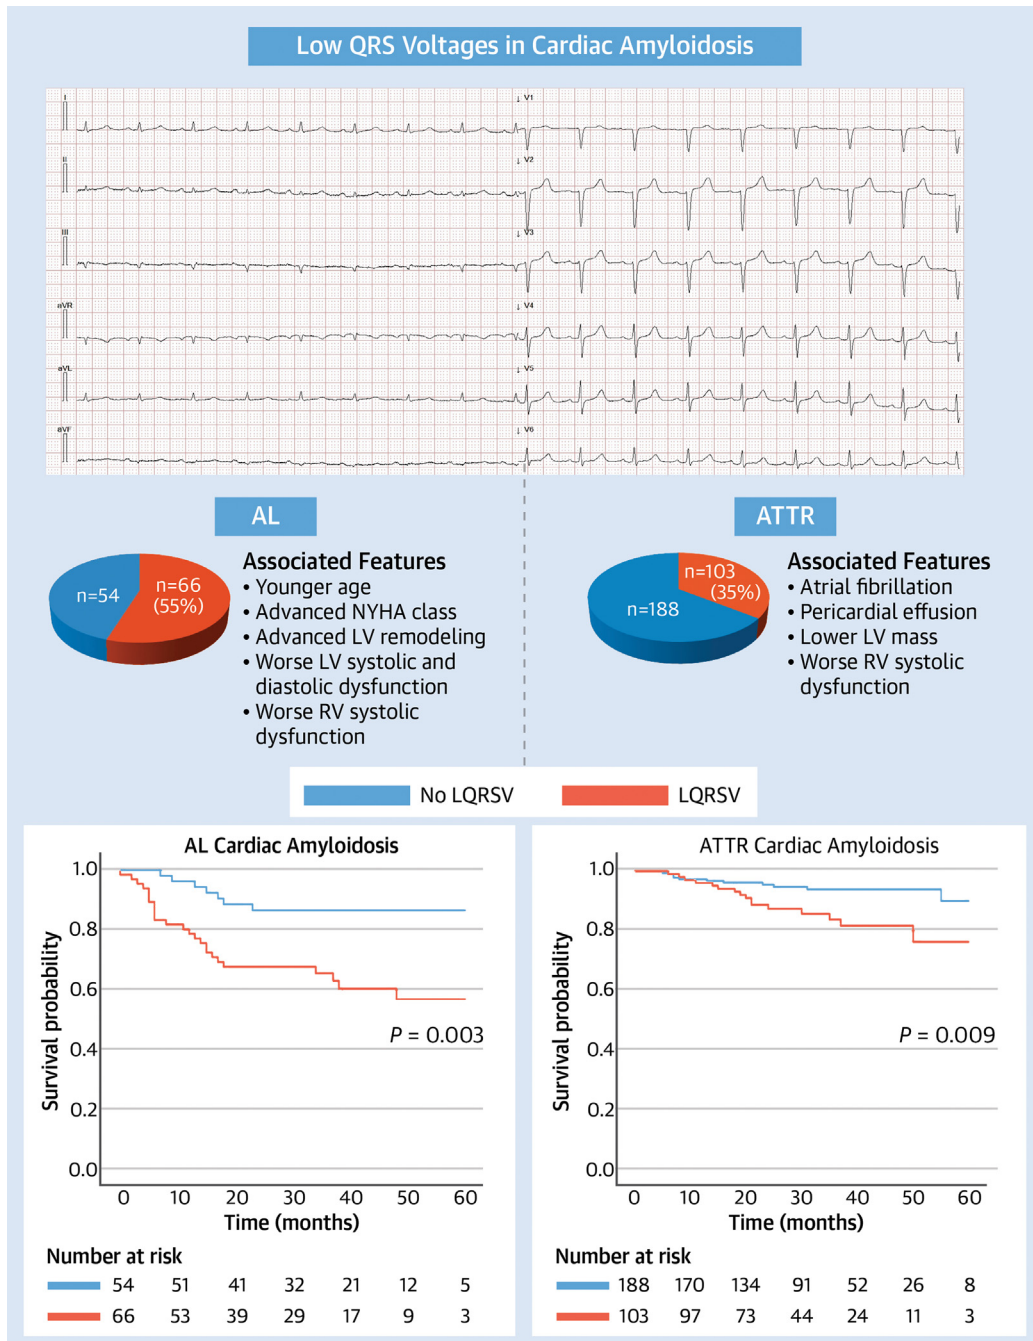 Low QRS Voltages in Cardiac Amyloidosis
I
↓ V1
II
↓ V2
III
↓ V3
aVR
↓ V4
aVL
↓ V5
aVF
↓ V6
AL
n=54
n=66
(55%)
Associated Features
• Younger age
• Advanced NYHA class
• Advanced LV remodeling
• Worse LV systolic and
diastolic dysfunction
• Worse RV systolic
dysfunction
ATTR
n=103
(35%)
n=188
Associated Features
• Atrial fibrillation
• Pericardial effusion
• Lower LV mass
• Worse RV systolic
dysfunction
No LQRSV
LQRSV
AL Cardiac Amyloidosis
Survival probability
1.0
0.8
0.6
0.4
0.2
0.0
P = 0.003
0 10 20 30 40 50 60
Time (months)
Number at risk
54 51 41 32 21 12 5
66 53 39 29 17 9 3
ATTR Cardiac Amyloidosis
Survival probability
1.0
0.8
0.6
0.4
0.2
0.0
P = 0.009
0 10 20 30 40 50 60
Time (months)
Number at risk
188 170 134 91 52 26 8
103 97 73 44 24 11 3